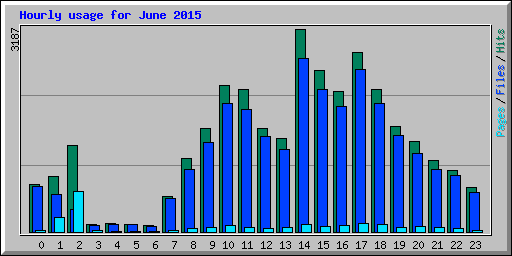 Hourly usage for June 2015
3187
Pages / Files / Hits
0 1 2 3 4 5 6 7 8 9 10 11 12 13 14 15 16 17 18 19 20 21 22 23